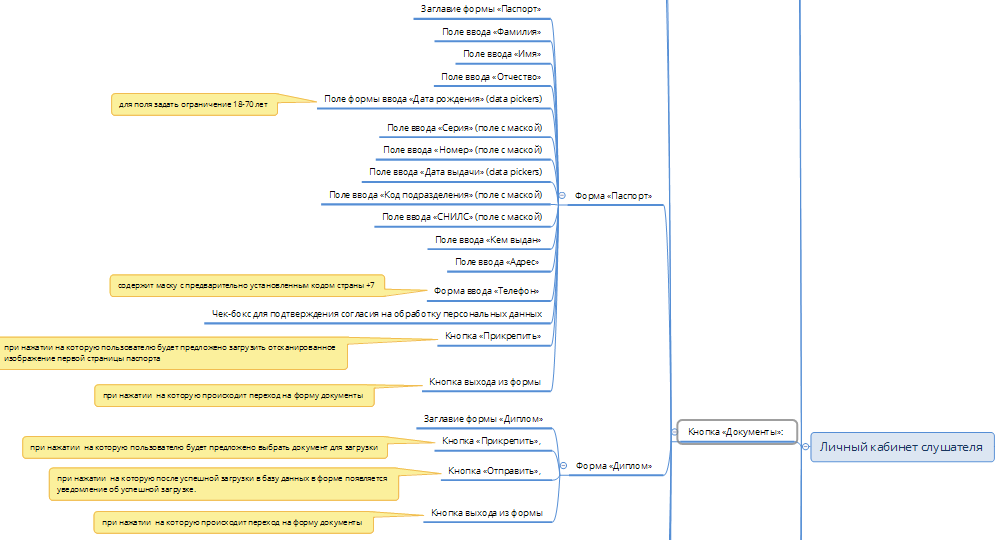 Заглавие формы «Паспорт»
Поле ввода «Фамилия»
Поле ввода «Имя»
Поле ввода «Отчество»
для поля задать ограничение 18-70 лет
Поле формы ввода «Дата рождения» (data pickers)
Поле ввода «Серия» (поле с маской)
Поле ввода «Номер» (поле с маской)
Поле ввода «Дата выдачи» (data pickers)
Поле ввода «Код подразделения» (поле с маской)
Форма «Паспорт»
Поле ввода «СНИЛС» (поле с маской)
Поле ввода «Кем выдан»
Поле ввода «Адрес»
содержит маску с предварительно установленным кодом страны +7
Форма ввода «Телефон»
Чек-бокс для подтверждения согласия на обработку персональных данных
Кнопка «Прикрепить»
при нажатии на которую пользователю будет предложено загрузить отсканированное
изображение первой страницы паспорта
Кнопка выхода из формы
при нажатии на которую происходит переход на форму документы
Заглавие формы «Диплом»
Кнопка «Документы»:
Личный кабинет слушателя
Кнопка «Прикрепить»,
при нажатии на которую пользователю будет предложено выбрать документ для загрузки
Форма «Диплом»
Кнопка «Отправить»,
при нажатии на которую после успешной загрузки в базу данных в форме появляется
уведомление об успешной загрузке.
Кнопка выхода из формы
при нажатии на которую происходит переход на форму документы